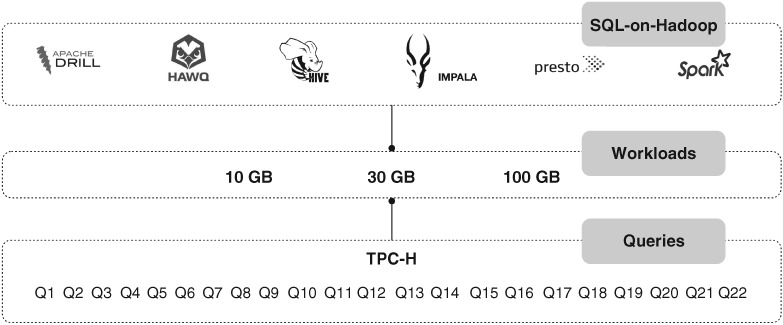 SQL-on-Hadoop
APACHE
DRILL
HAWQ
HIVE
IMPALA
presto
Spark
Workloads
10 GB 30 GB 100 GB
Queries
TPC-H
Q1 Q2 Q3 Q4 Q5 Q6 Q7 Q8 Q9 Q10 Q11 Q12 Q13 Q14 Q15 Q16 Q17 Q18 Q19 Q20 Q21 Q22